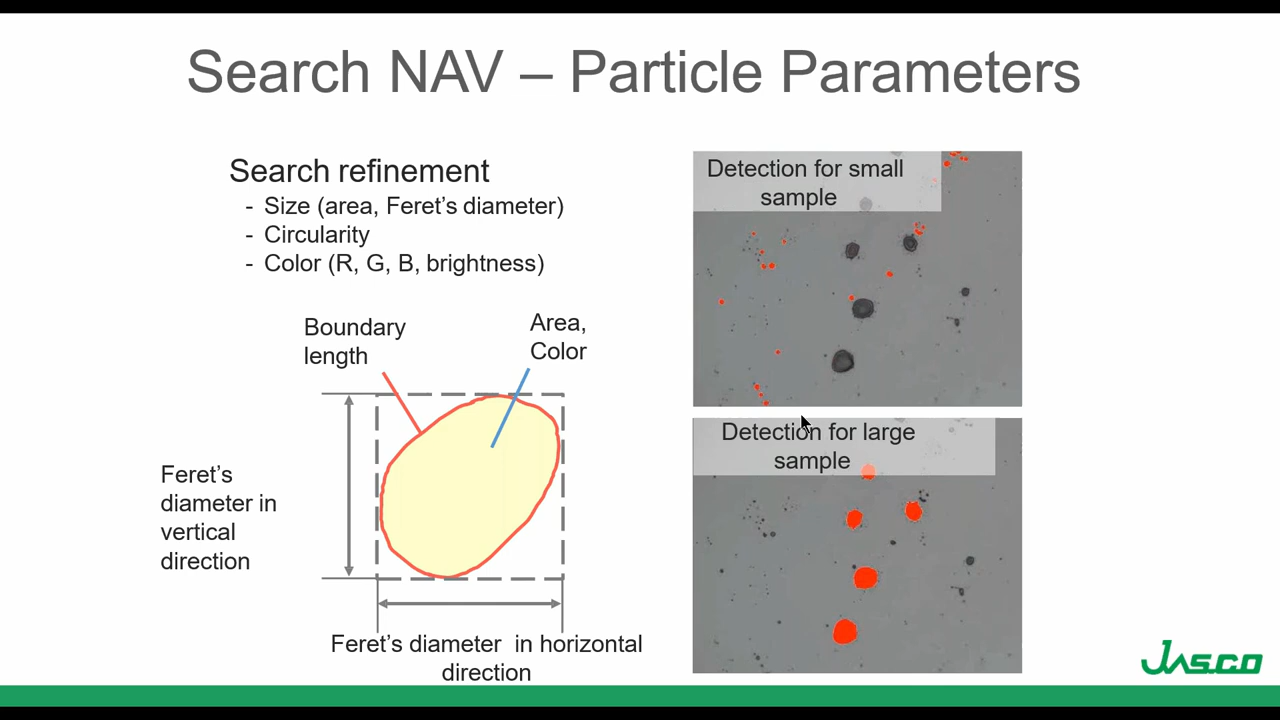 Search NAV – Particle Parameters
Search refinement
- Size (area, Feret’s diameter)
- Circularity
- Color (R, G, B, brightness)
Boundary
length
Area,
Color
Feret’s
diameter in
vertical
direction
Feret’s diameter in horizontal
direction
Detection for small
sample
Detection for large
sample
Jasco